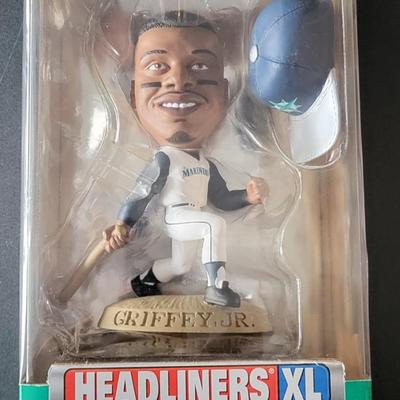 MARINERS
GRIFFEY, JR.
HEADLINERS® XL